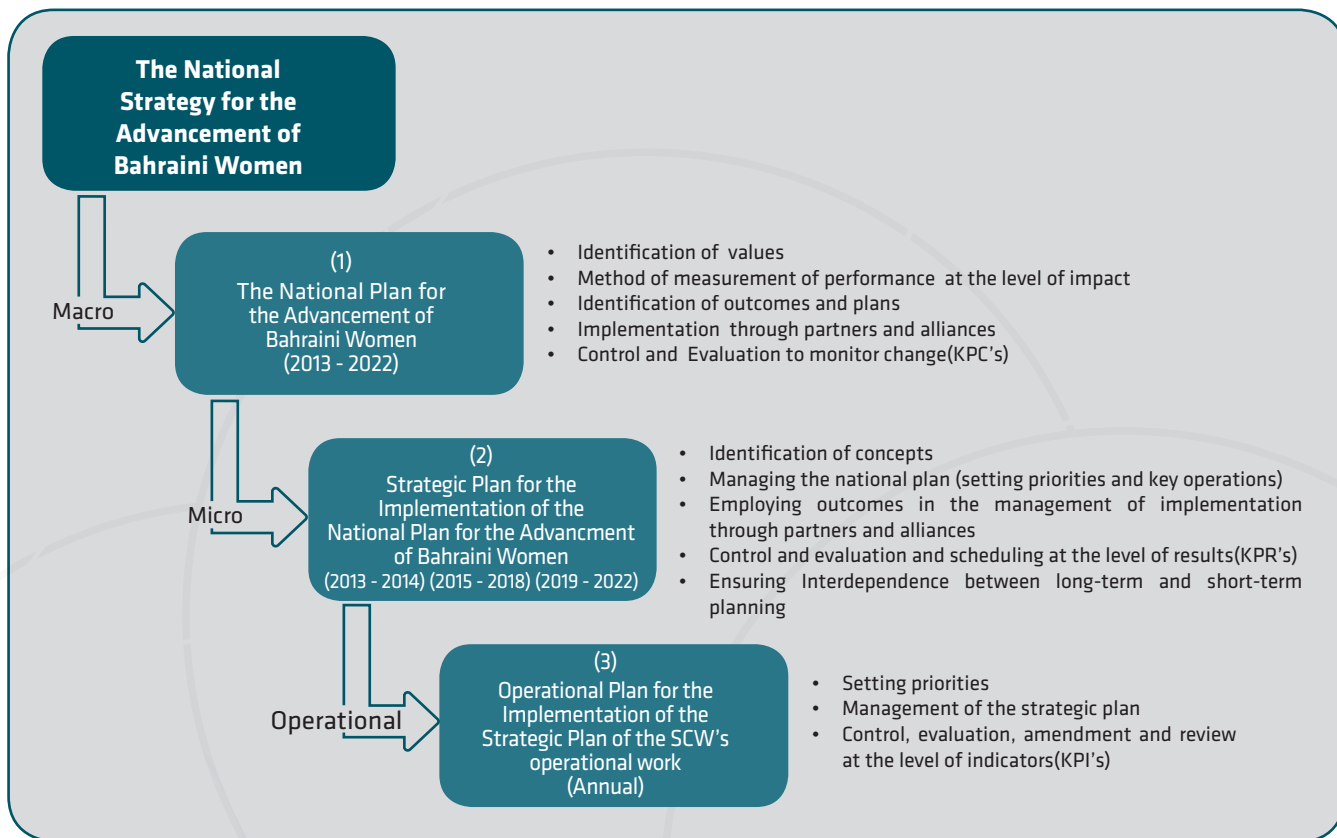 The National
Strategy for the
Advancement of
Bahraini Women
Macro
(1)
The National Plan for
the Advancement of
Bahraini Women
(2013 - 2022)
• Identification of values
• Method of measurement of performance at the level of impact
• Identification of outcomes and plans
• Implementation through partners and alliances
• Control and Evaluation to monitor change(KPC's)
Micro
(2)
Strategic Plan for the
Implementation of the
National Plan for the Advancment
of Bahraini Women
(2013 - 2014) (2015 - 2018) (2019 - 2022)
• Identification of concepts
• Managing the national plan (setting priorities and key operations)
• Employing outcomes in the management of implementation
through partners and alliances
• Control and evaluation and scheduling at the level of results(KPR's)
• Ensuring Interdependence between long-term and short-term
planning
Operational
(3)
Operational Plan for the
Implementation of the
Strategic Plan of the SCW's
operational work
(Annual)
• Setting priorities
• Management of the strategic plan
• Control, evaluation, amendment and review
at the level of indicators(KPI's)